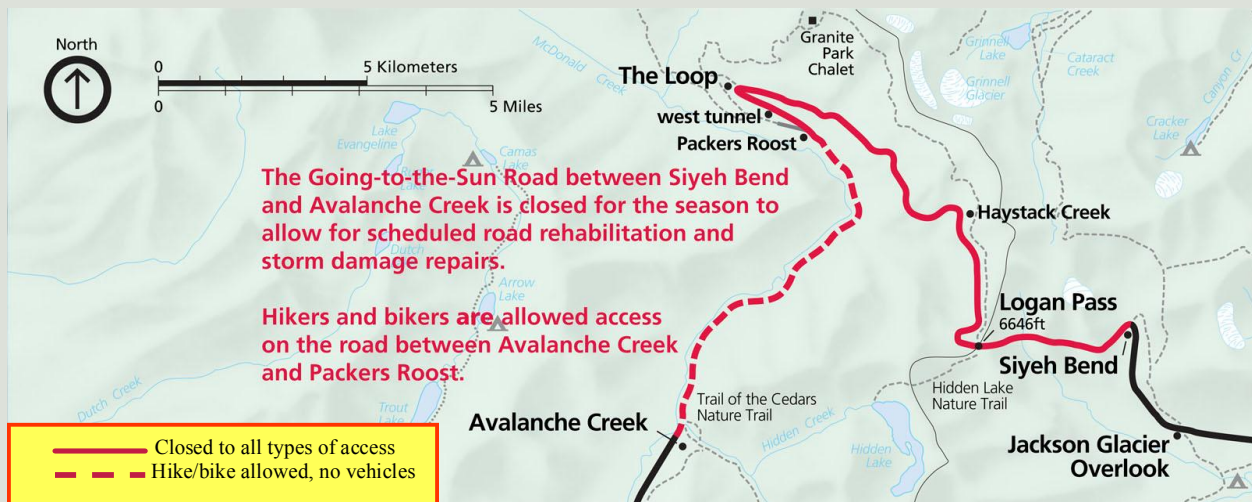 North
0
5 Kilometers
0
5 Miles
McDonald
Creek
Granite
Park
Chalet
Grinnell
Lake
Grinnell
Glacier
Cataract
Creek
Canyon Cr
Cracker
Lake
The Loop
west tunnel
Packers Roost
Lake
Evangeline
Camas
Lake
Lake
The Going-to-the-Sun Road between Siyeh Bend
and Avalanche Creek is closed for the season to
allow for scheduled road rehabilitation and
storm damage repairs.
Haystack Creek
Dutch
Lake
Arrow
Lake
Hikers and bikers are allowed access
on the road between Avalanche Creek
and Packers Roost.
Logan Pass
6646ft
Siyeh Bend
Hidden Lake
Nature Trail
Dutch Creek
Trout
Lake
Trail of the Cedars
Nature Trail
Avalanche Creek
Hidden Creek
Hidden
Lake
Jackson Glacier
Overlook
Closed to all types of access
Hike/bike allowed, no vehicles